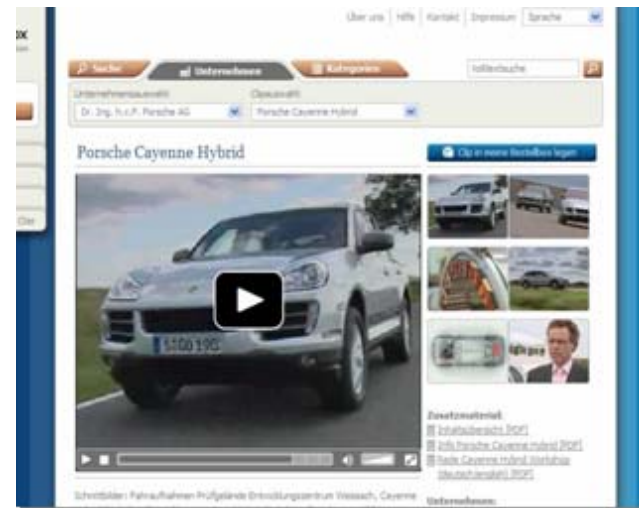 Über uns | Hilfe | Kontakt | Impressum Sprache
Suche Unternehmen Kategorien Volltextsuche
Unternehmensauswahl: Clipauswahl:
Dr. Ing. h.c.F. Porsche AG Porsche Cayenne Hybrid
Porsche Cayenne Hybrid
Clip in meine Bestellbox legen
Zusatzmaterial:
Inhaltsübersicht [PDF]
Info Porsche Cayenne Hybrid [PDF]
Rede Cayenne Hybrid Workshop
(deutsch/englisch) [PDF]
Schnittbilder: Fahraufnahmen Prüfgelände Entwicklungszentrum Weissach, Cayenne
Unternehmen: